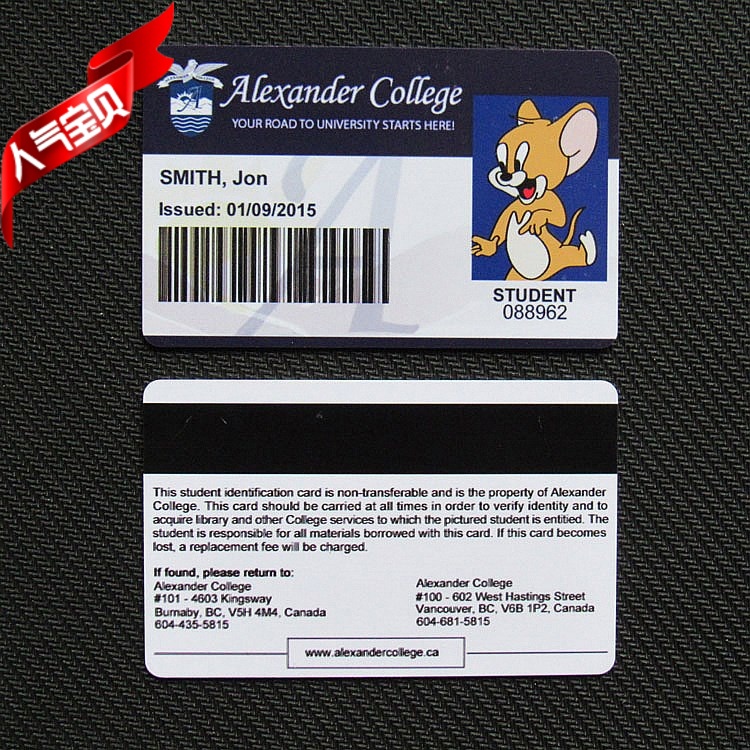 人气宝贝
Alexander College
YOUR ROAD TO UNIVERSITY STARTS HERE!
SMITH, Jon
Issued: 01/09/2015
STUDENT
088962
This student identification card is non-transferable and is the property of Alexander
College. This card should be carried at all times in order to verify identity and to
acquire library and other College services to which the pictured student is entitled. The
student is responsible for all materials borrowed with this card. If this card becomes
lost, a replacement fee will be charged.
If found, please return to:
Alexander College
#101 - 4603 Kingsway
Burnaby, BC, V5H 4M4, Canada
604-435-5815
Alexander College
#100 - 602 West Hastings Street
Vancouver, BC, V6B 1P2, Canada
604-681-5815
www.alexandercollege.ca